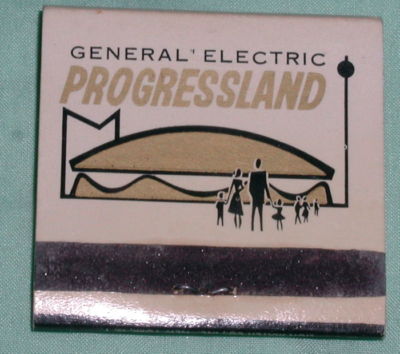 GENERAL ELECTRIC
PROGRESSLAND